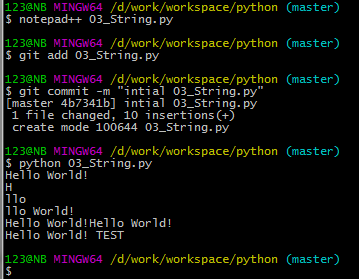 123@NB MINGW64 /d/work/workspace/python (master)
$ notepad++ 03_String.py
123@NB MINGW64 /d/work/workspace/python (master)
$ git add 03_String.py
123@NB MINGW64 /d/work/workspace/python (master)
$ git commit -m "intial 03_String.py"
[master 4b7341b] intial 03_String.py
 1 file changed, 10 insertions(+)
 create mode 100644 03_String.py
123@NB MINGW64 /d/work/workspace/python (master)
$ python 03_String.py
Hello World!
H
llo
llo World!
Hello World!Hello World!
Hello World! TEST
123@NB MINGW64 /d/work/workspace/python (master)
$